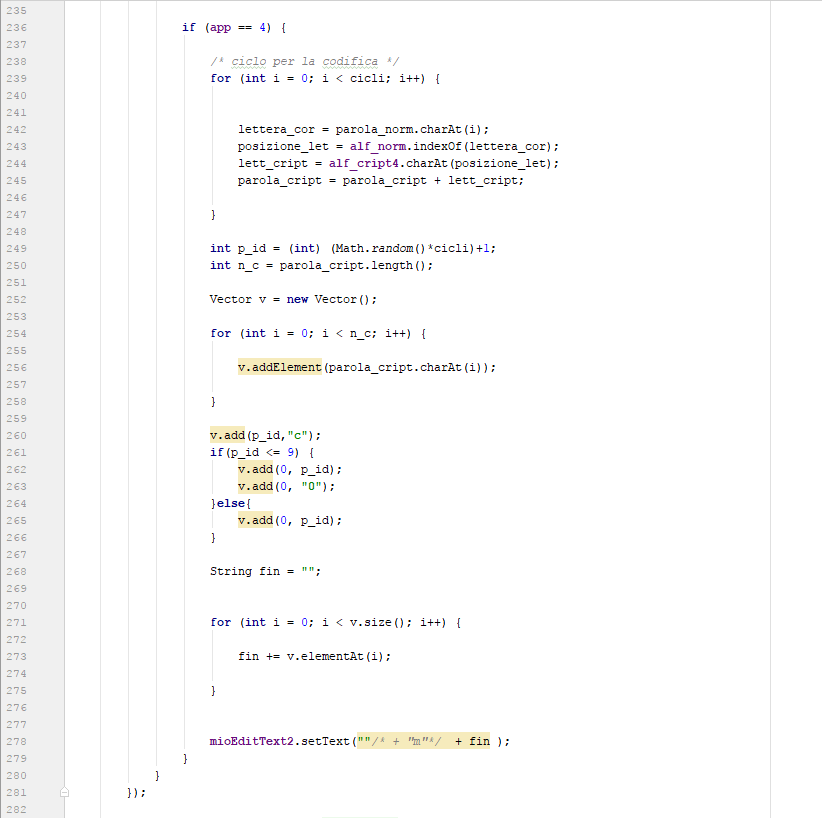 235
236 if (app == 4) {
237
238 /* ciclo per la codifica */
239 for (int i = 0; i < cicli; i++) {
240
241
242 lettera_cor = parola_norm.charAt(i);
243 posizione_let = alf_norm.indexOf(lettera_cor);
244 lett_cript = alf_cript4.charAt(posizione_let);
245 parola_cript = parola_cript + lett_cript;
246
247 }
248
249 int p_id = (int) (Math.random()*cicli)+1;
250 int n_c = parola_cript.length();
251
252 Vector v = new Vector();
253
254 for (int i = 0; i < n_c; i++) {
255
256 v.addElement(parola_cript.charAt(i));
257
258 }
259
260 v.add(p_id,"c");
261 if(p_id <= 9) {
262 v.add(0, p_id);
263 v.add(0, "0");
264 }else{
265 v.add(0, p_id);
266 }
267
268 String fin = "";
269
270
271 for (int i = 0; i < v.size(); i++) {
272
273 fin += v.elementAt(i);
274
275 }
276
277
278 mioEditText2.setText(""/* + "m"*/ + fin );
279 }
280 }
281 });
282